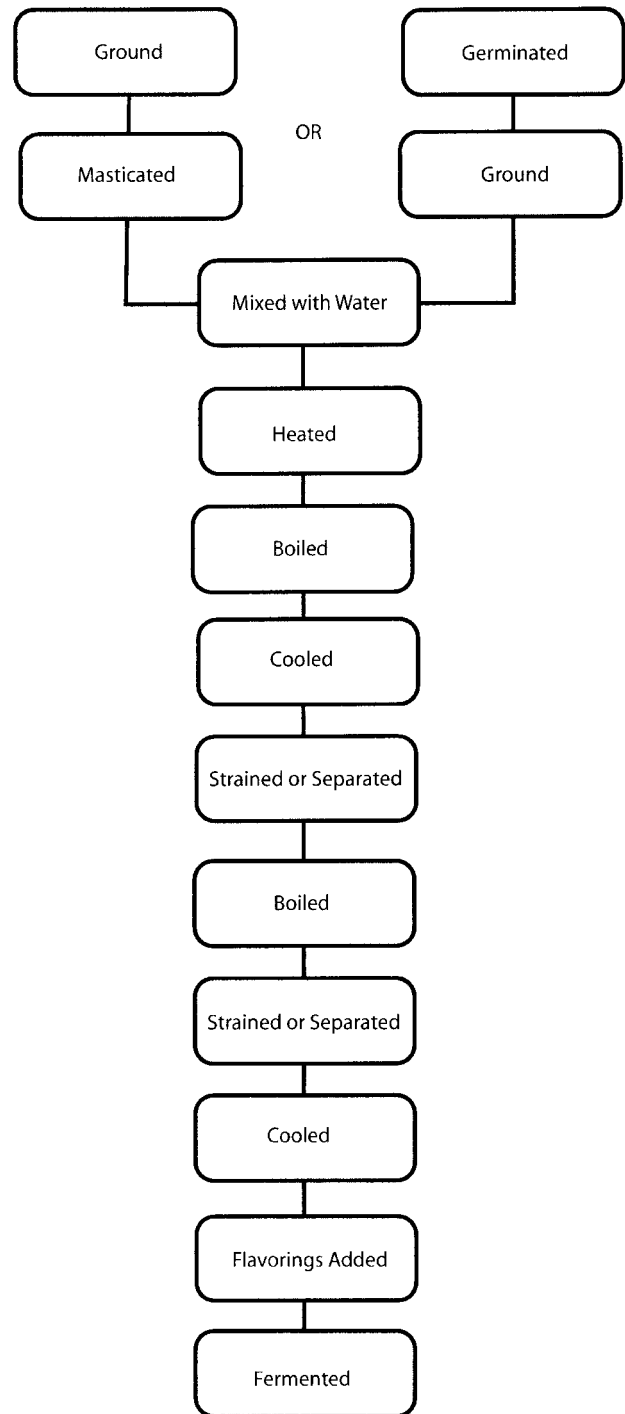 Ground
Germinated
OR
Masticated
Ground
Mixed with Water
Heated
Boiled
Cooled
Strained or Separated
Boiled
Strained or Separated
Cooled
Flavorings Added
Fermented